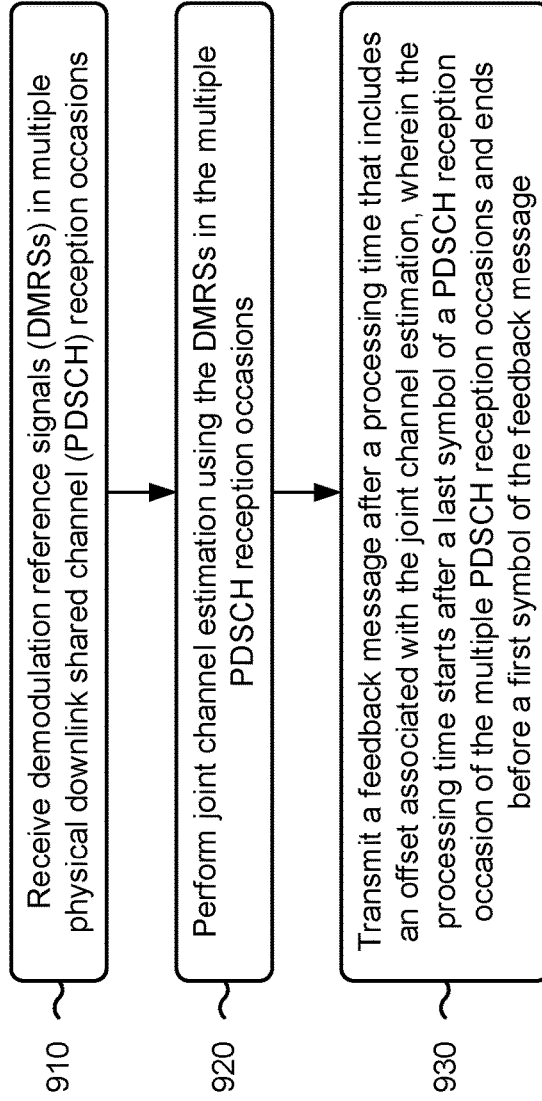 910
Receive demodulation reference signals (DMRSs) in multiple
physical downlink shared channel (PDSCH) reception occasions
920
Perform joint channel estimation using the DMRSs in the multiple
PDSCH reception occasions
930
Transmit a feedback message after a processing time that includes
an offset associated with the joint channel estimation, wherein the
processing time starts after a last symbol of a PDSCH reception
occasion of the multiple PDSCH reception occasions and ends
before a first symbol of the feedback message